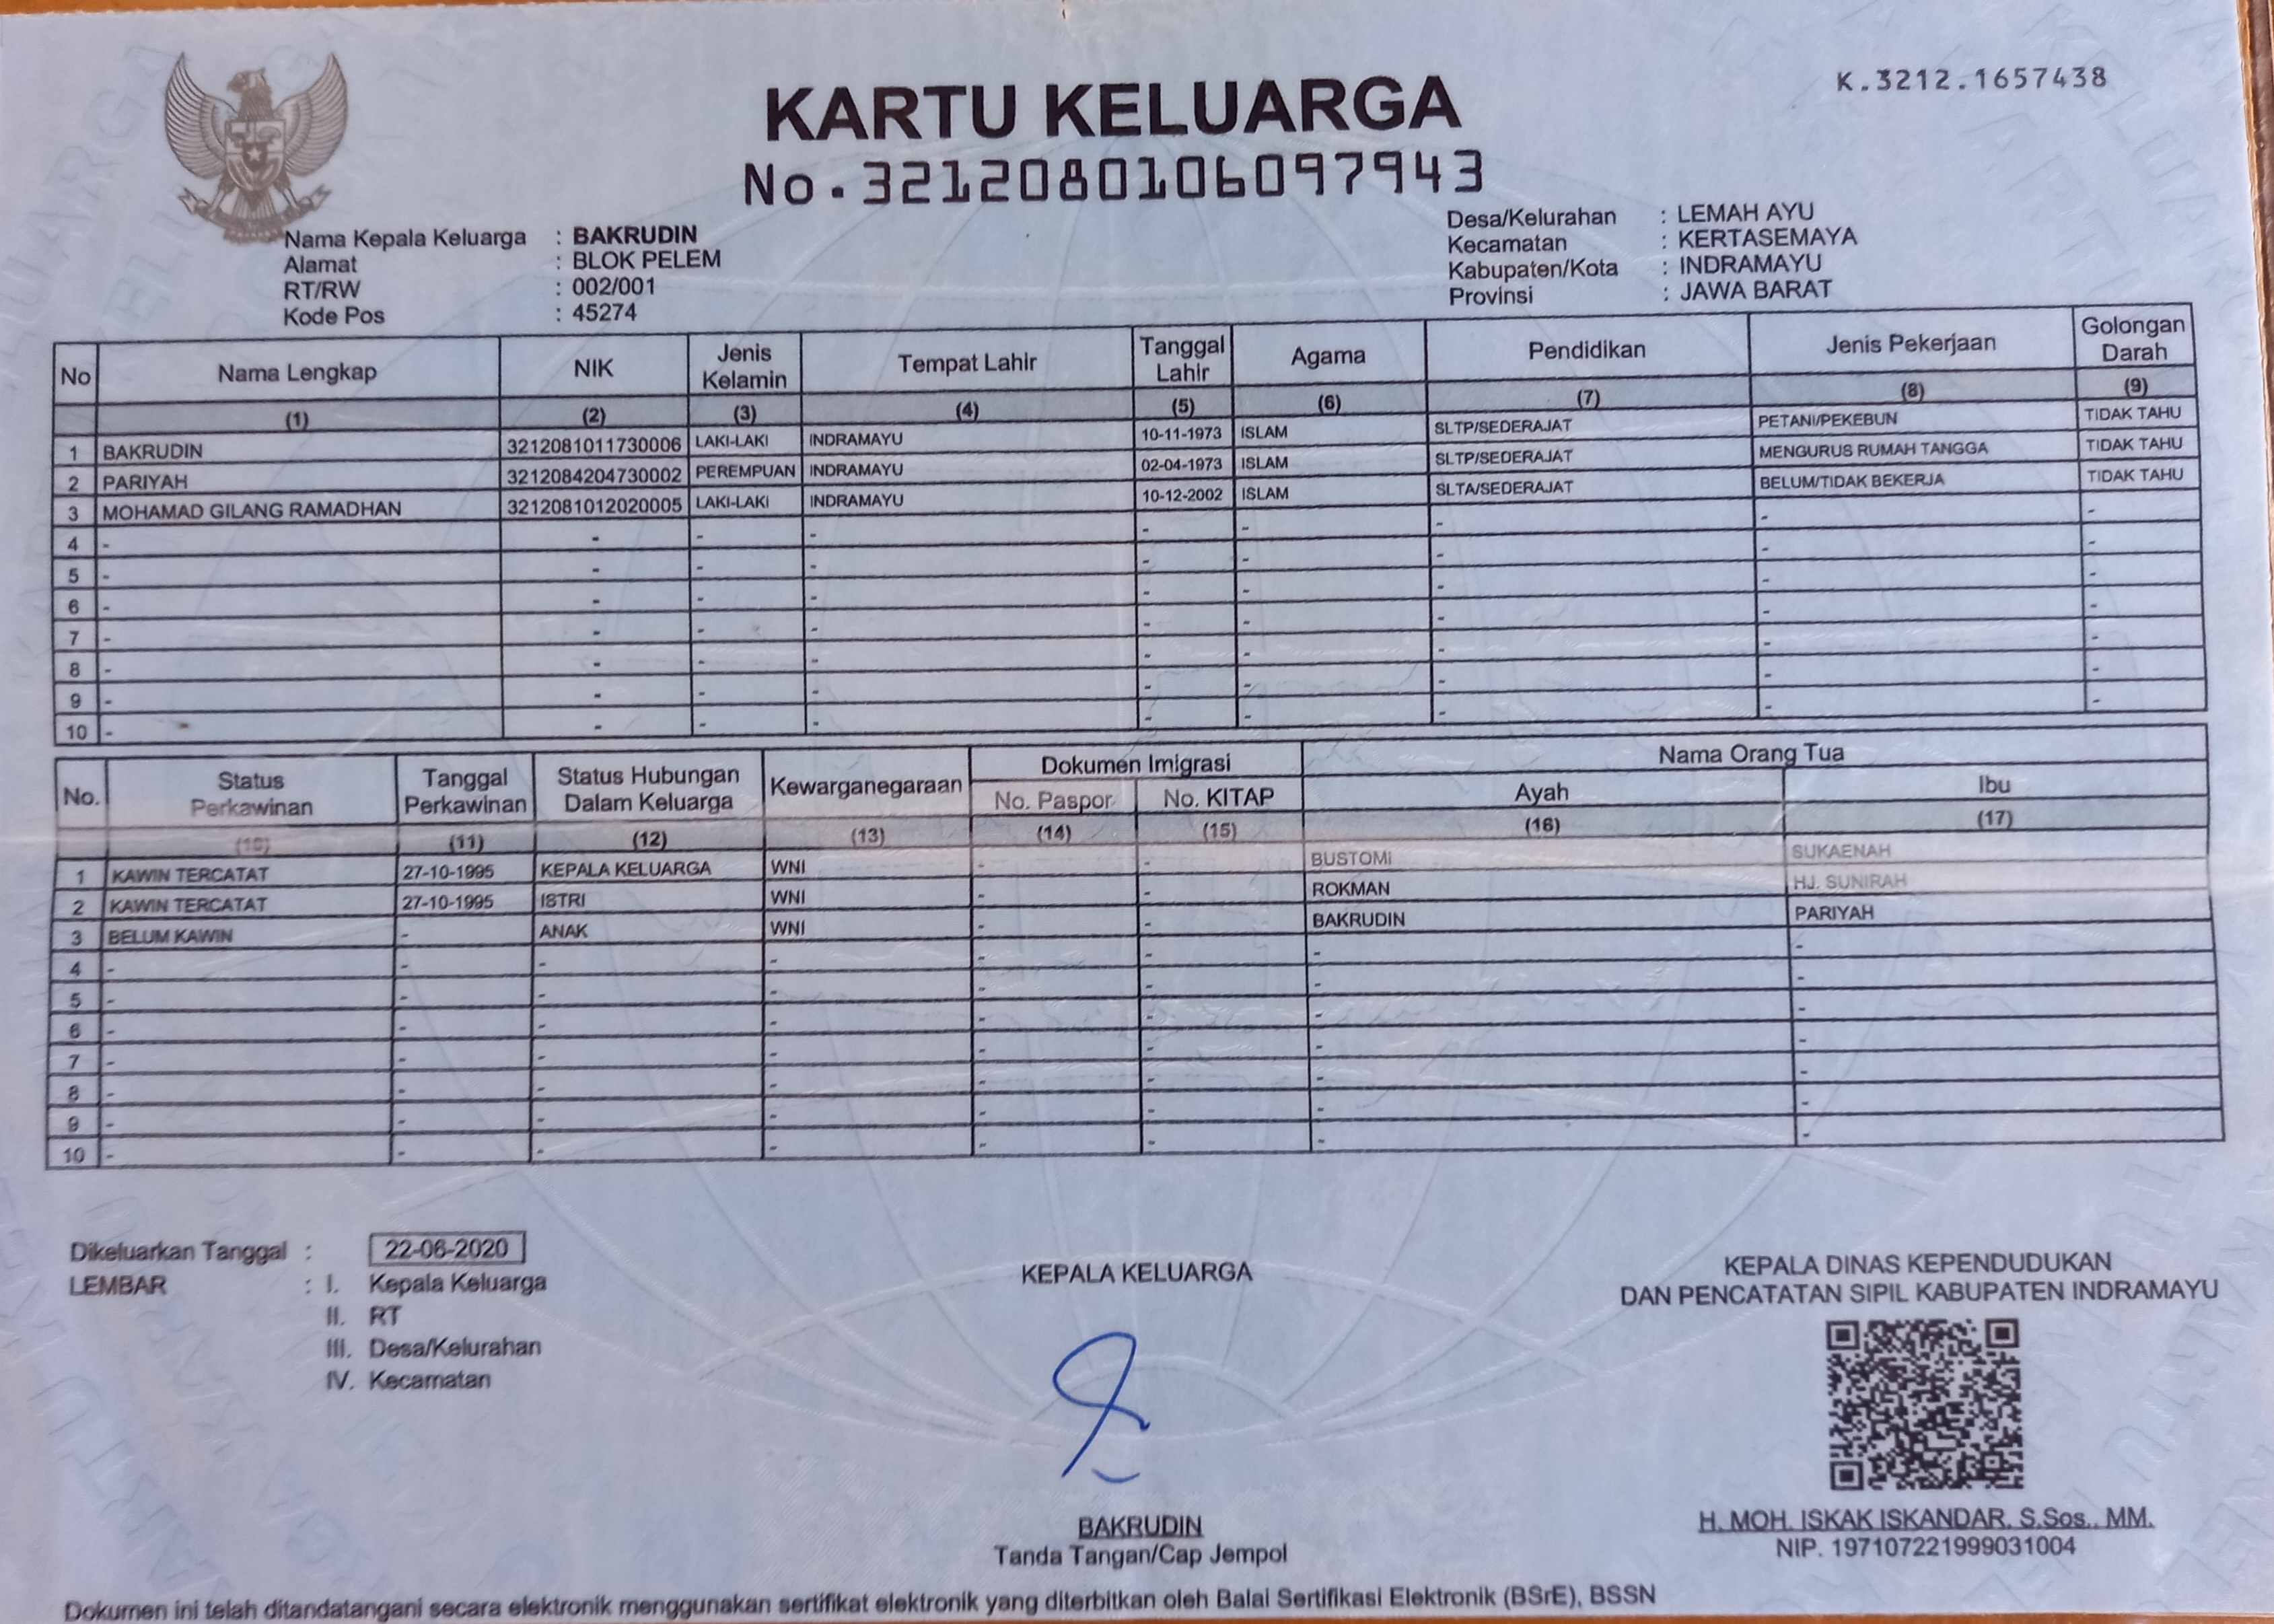 K.3212.1657438
KARTU KELUARGA
No.3212080106097943
Nama Kepala Keluarga : BAKRUDIN
Alamat : BLOK PELEM
RT/RW : 002/001
Kode Pos : 45274
Desa/Kelurahan : LEMAH AYU
Kecamatan : KERTASEMAYA
Kabupaten/Kota : INDRAMAYU
Provinsi : JAWA BARAT
No Nama Lengkap NIK Jenis Kelamin Tempat Lahir Tanggal Lahir Agama Pendidikan Jenis Pekerjaan Golongan Darah
(1) (2) (3) (4) (5) (6) (7) (8) (9)
1 BAKRUDIN 3212081011730006 LAKI-LAKI INDRAMAYU 10-11-1973 ISLAM SLTP/SEDERAJAT PETANI/PEKEBUN TIDAK TAHU
2 PARIYAH 3212084204730002 PEREMPUAN INDRAMAYU 02-04-1973 ISLAM SLTP/SEDERAJAT MENGURUS RUMAH TANGGA TIDAK TAHU
3 MOHAMAD GILANG RAMADHAN 3212081012020005 LAKI-LAKI INDRAMAYU 10-12-2002 ISLAM SLTA/SEDERAJAT BELUM/TIDAK BEKERJA TIDAK TAHU
4 - - - - - - - - -
5 - - - - - - - - -
6 - - - - - - - - -
7 - - - - - - - - -
8 - - - - - - - - -
9 - - - - - - - - -
10 - - - - - - - - -
No. Status Perkawinan Tanggal Perkawinan Status Hubungan Dalam Keluarga Kewarganegaraan Dokumen Imigrasi Nama Orang Tua
No. Paspor No. KITAP Ayah Ibu
(10) (11) (12) (13) (14) (15) (16) (17)
1 KAWIN TERCATAT 27-10-1995 KEPALA KELUARGA WNI - - BUSTOMI SUKAENAH
2 KAWIN TERCATAT 27-10-1995 ISTRI WNI - - ROKMAN HJ. SUNIRAH
3 BELUM KAWIN - ANAK WNI - - BAKRUDIN PARIYAH
4 - - - - - - - -
5 - - - - - - - -
6 - - - - - - - -
7 - - - - - - - -
8 - - - - - - - -
9 - - - - - - - -
10 - - - - - - - -
Dikeluarkan Tanggal : 22-06-2020
LEMBAR : I. Kepala Keluarga
II. RT
III. Desa/Kelurahan
IV. Kecamatan
KEPALA KELUARGA
BAKRUDIN
Tanda Tangan/Cap Jempol
KEPALA DINAS KEPENDUDUKAN
DAN PENCATATAN SIPIL KABUPATEN INDRAMAYU
H. MOH. ISKAK ISKANDAR. S.Sos., MM.
NIP. 197107221999031004
Dokumen ini telah ditandatangani secara elektronik menggunakan sertifikat elektronik yang diterbitkan oleh Balai Sertifikasi Elektronik (BSrE), BSSN